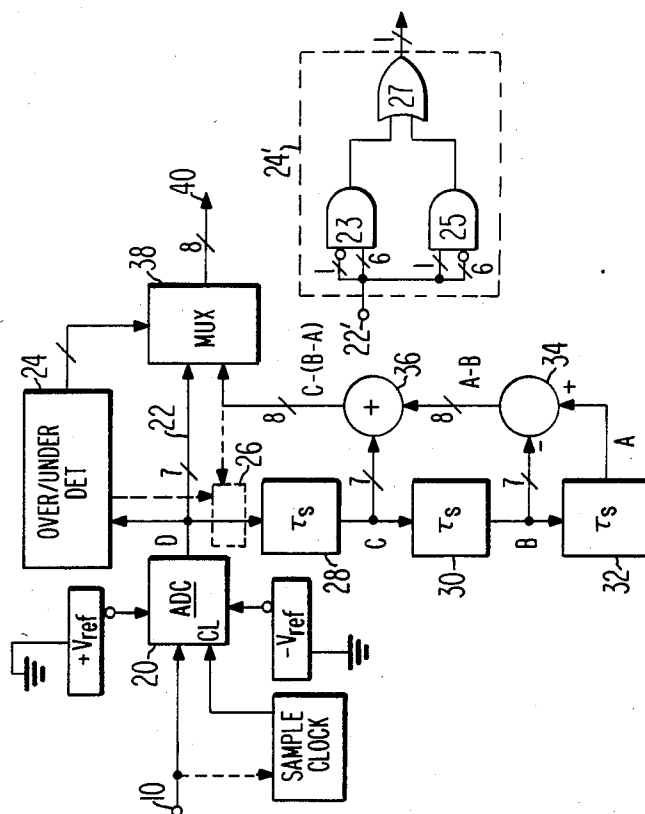 10
SAMPLE
CLOCK
+Vref
20
ADC
CL
−Vref
OVER/UNDER
DET
24
D
22
7
26
38
MUX
8
40
τs
28
C
7
36
+
8
C-(B-A)
τs
30
B
7
−
34
+
8
A-B
τs
32
A
24'
22'
1
6
23
1
6
25
27
1